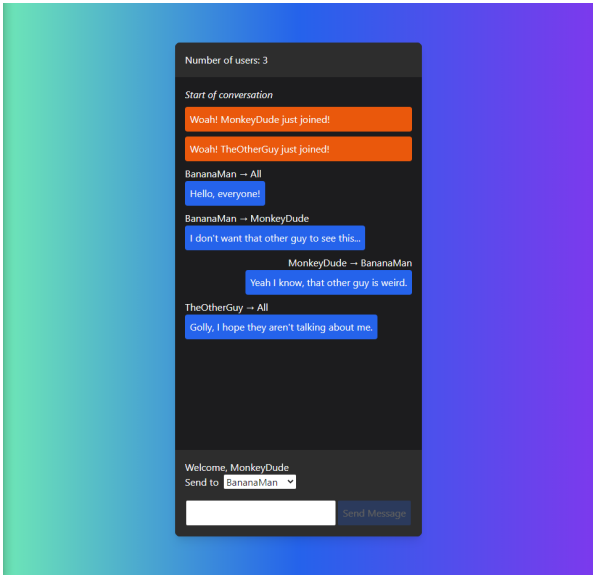 Number of users: 3
Start of conversation
Woah! MonkeyDude just joined!
Woah! TheOtherGuy just joined!
BananaMan → All
Hello, everyone!
BananaMan → MonkeyDude
I don't want that other guy to see this...
MonkeyDude → BananaMan
Yeah I know, that other guy is weird.
TheOtherGuy → All
Golly, I hope they aren't talking about me.
Welcome, MonkeyDude
Send to BananaMan
Send Message